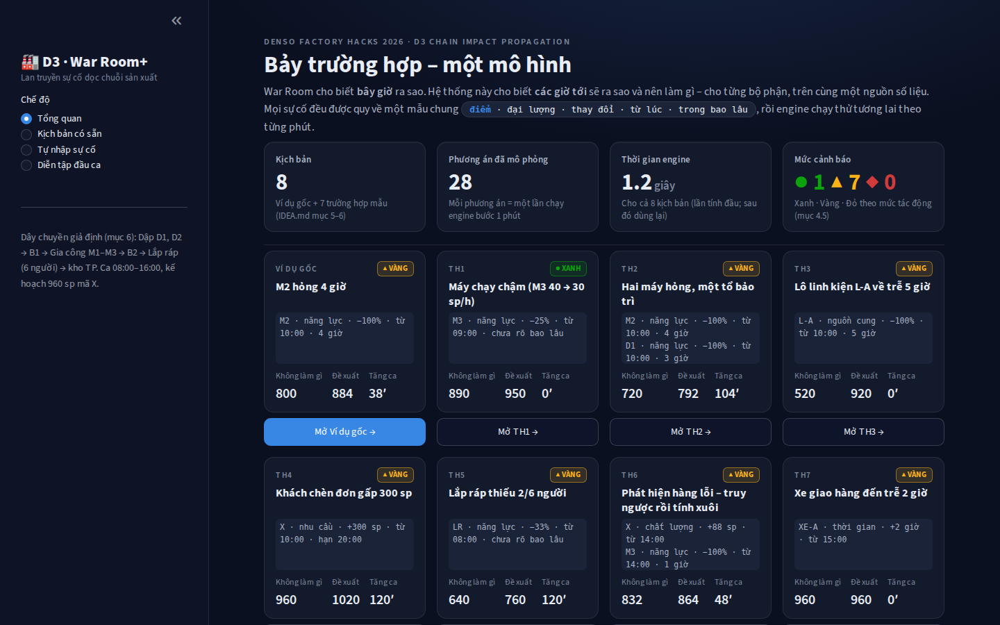 D3 · War Room+
Lan truyền sự cố dọc chuỗi sản xuất
Chế độ
Tổng quan
Kịch bản có sẵn
Tự nhập sự cố
Diễn tập đầu ca
Dây chuyền giả định (mục 6): Dập D1, D2
→ B1 → Gia công M1–M3 → B2 → Lắp ráp
(6 người) → kho TP. Ca 08:00–16:00, kế
hoạch 960 sp mã X.
DENSO FACTORY HACKS 2026 · D3 CHAIN IMPACT PROPAGATION
Bảy trường hợp – một mô hình
War Room cho biết bây giờ ra sao. Hệ thống này cho biết các giờ tới sẽ ra sao và nên làm gì – cho từng bộ phận, trên cùng một nguồn số liệu.
Mọi sự cố đều được quy về một mẫu chung điểm · đại lượng · thay đổi · từ lúc · trong bao lâu , rồi engine chạy thử tương lai theo
từng phút.
Kịch bản
8
Ví dụ gốc + 7 trường hợp mẫu
(IDEA.md mục 5–6)
Phương án đã mô phỏng
28
Mỗi phương án = một lần chạy
engine bước 1 phút
Thời gian engine
1.2 giây
Cho cả 8 kịch bản (lần tính đầu; sau
đó dùng lại)
Mức cảnh báo
● 1 ▲ 7 ◆ 0
Xanh · Vàng · Đỏ theo mức tác động
(mục 4.5)
VÍ DỤ GỐC
▲ VÀNG
M2 hỏng 4 giờ
M2 · năng lực · −100% · từ
10:00 · 4 giờ
Không làm gì Đề xuất Tăng ca
800 884 38′
Mở Ví dụ gốc →
TH1
● XANH
Máy chạy chậm (M3 40 → 30
sp/h)
M3 · năng lực · −25% · từ
09:00 · chưa rõ bao lâu
Không làm gì Đề xuất Tăng ca
890 950 0′
Mở TH1 →
TH2
▲ VÀNG
Hai máy hỏng, một tổ bảo
trì
M2 · năng lực · −100% · từ
10:00 · 4 giờ
D1 · năng lực · −100% · từ
10:00 · 3 giờ
Không làm gì Đề xuất Tăng ca
720 792 104′
Mở TH2 →
TH3
▲ VÀNG
Lô linh kiện L-A về trễ 5 giờ
L-A · nguồn cung · −100% ·
từ 10:00 · 5 giờ
Không làm gì Đề xuất Tăng ca
520 920 0′
Mở TH3 →
TH4
▲ VÀNG
Khách chèn đơn gấp 300 sp
X · nhu cầu · +300 sp · từ
10:00 · hạn 20:00
Không làm gì Đề xuất Tăng ca
960 1020 120′
TH5
▲ VÀNG
Lắp ráp thiếu 2/6 người
LR · năng lực · −33% · từ
08:00 · chưa rõ bao lâu
Không làm gì Đề xuất Tăng ca
640 760 120′
TH6
▲ VÀNG
Phát hiện hàng lỗi – truy
ngược rồi tính xuôi
X · chất lượng · +88 sp ·
từ 14:00
M3 · năng lực · −100% · từ
14:00 · 1 giờ
Không làm gì Đề xuất Tăng ca
832 864 48′
TH7
▲ VÀNG
Xe giao hàng đến trễ 2 giờ
XE-A · thời gian · +2 giờ
· từ 15:00
Không làm gì Đề xuất Tăng ca
960 960 0′